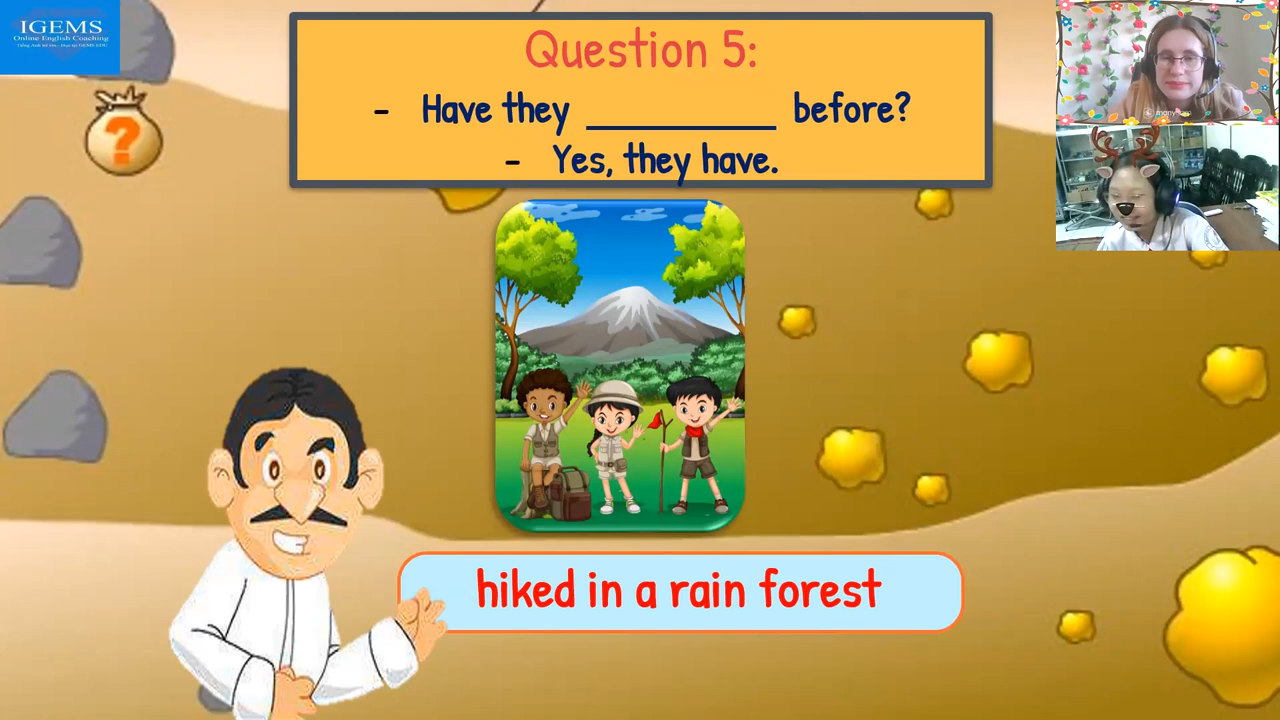 IGEMS
Online English Coaching
Question 5:
- Have they __________ before?
- Yes, they have.
?
hiked in a rain forest